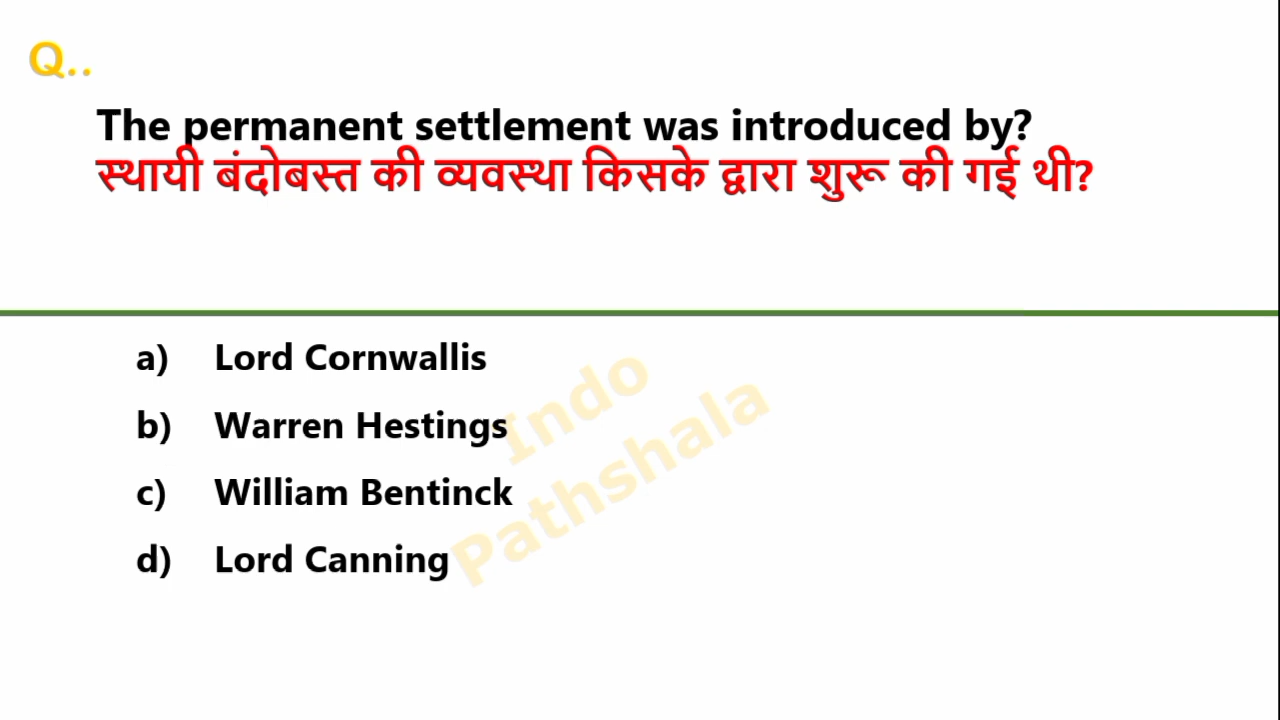 Q..
The permanent settlement was introduced by?
स्थायी बंदोबस्त की व्यवस्था किसके द्वारा शुरू की गई थी?
a) Lord Cornwallis
b) Warren Hestings
c) William Bentinck
d) Lord Canning
Indo
Pathshala